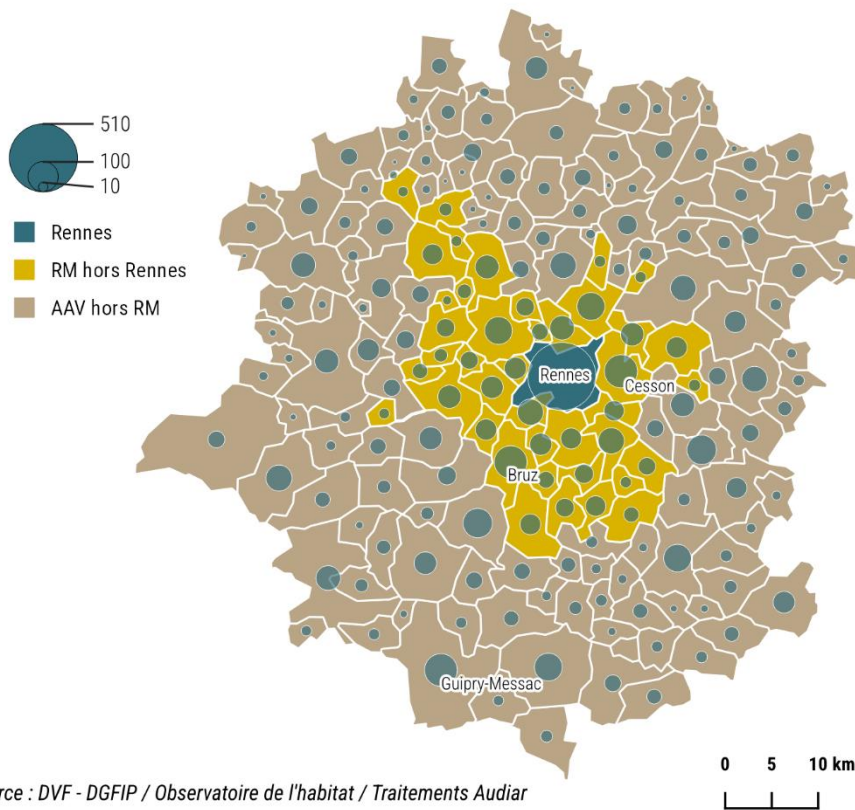 510
100
10
Rennes
RM hors Rennes
AAV hors RM
Rennes
Cesson
Bruz
Guipry-Messac
0 5 10 km
rce : DVF - DGFIP / Observatoire de l'habitat / Traitements Audiar